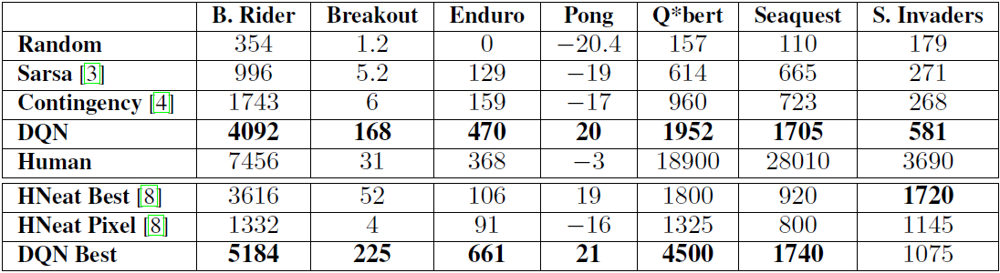 B. Rider Breakout Enduro Pong Q*bert Seaquest S. Invaders
Random 354 1.2 0 −20.4 157 110 179
Sarsa [3] 996 5.2 129 −19 614 665 271
Contingency [4] 1743 6 159 −17 960 723 268
DQN 4092 168 470 20 1952 1705 581
Human 7456 31 368 −3 18900 28010 3690
HNeat Best [8] 3616 52 106 19 1800 920 1720
HNeat Pixel [8] 1332 4 91 −16 1325 800 1145
DQN Best 5184 225 661 21 4500 1740 1075